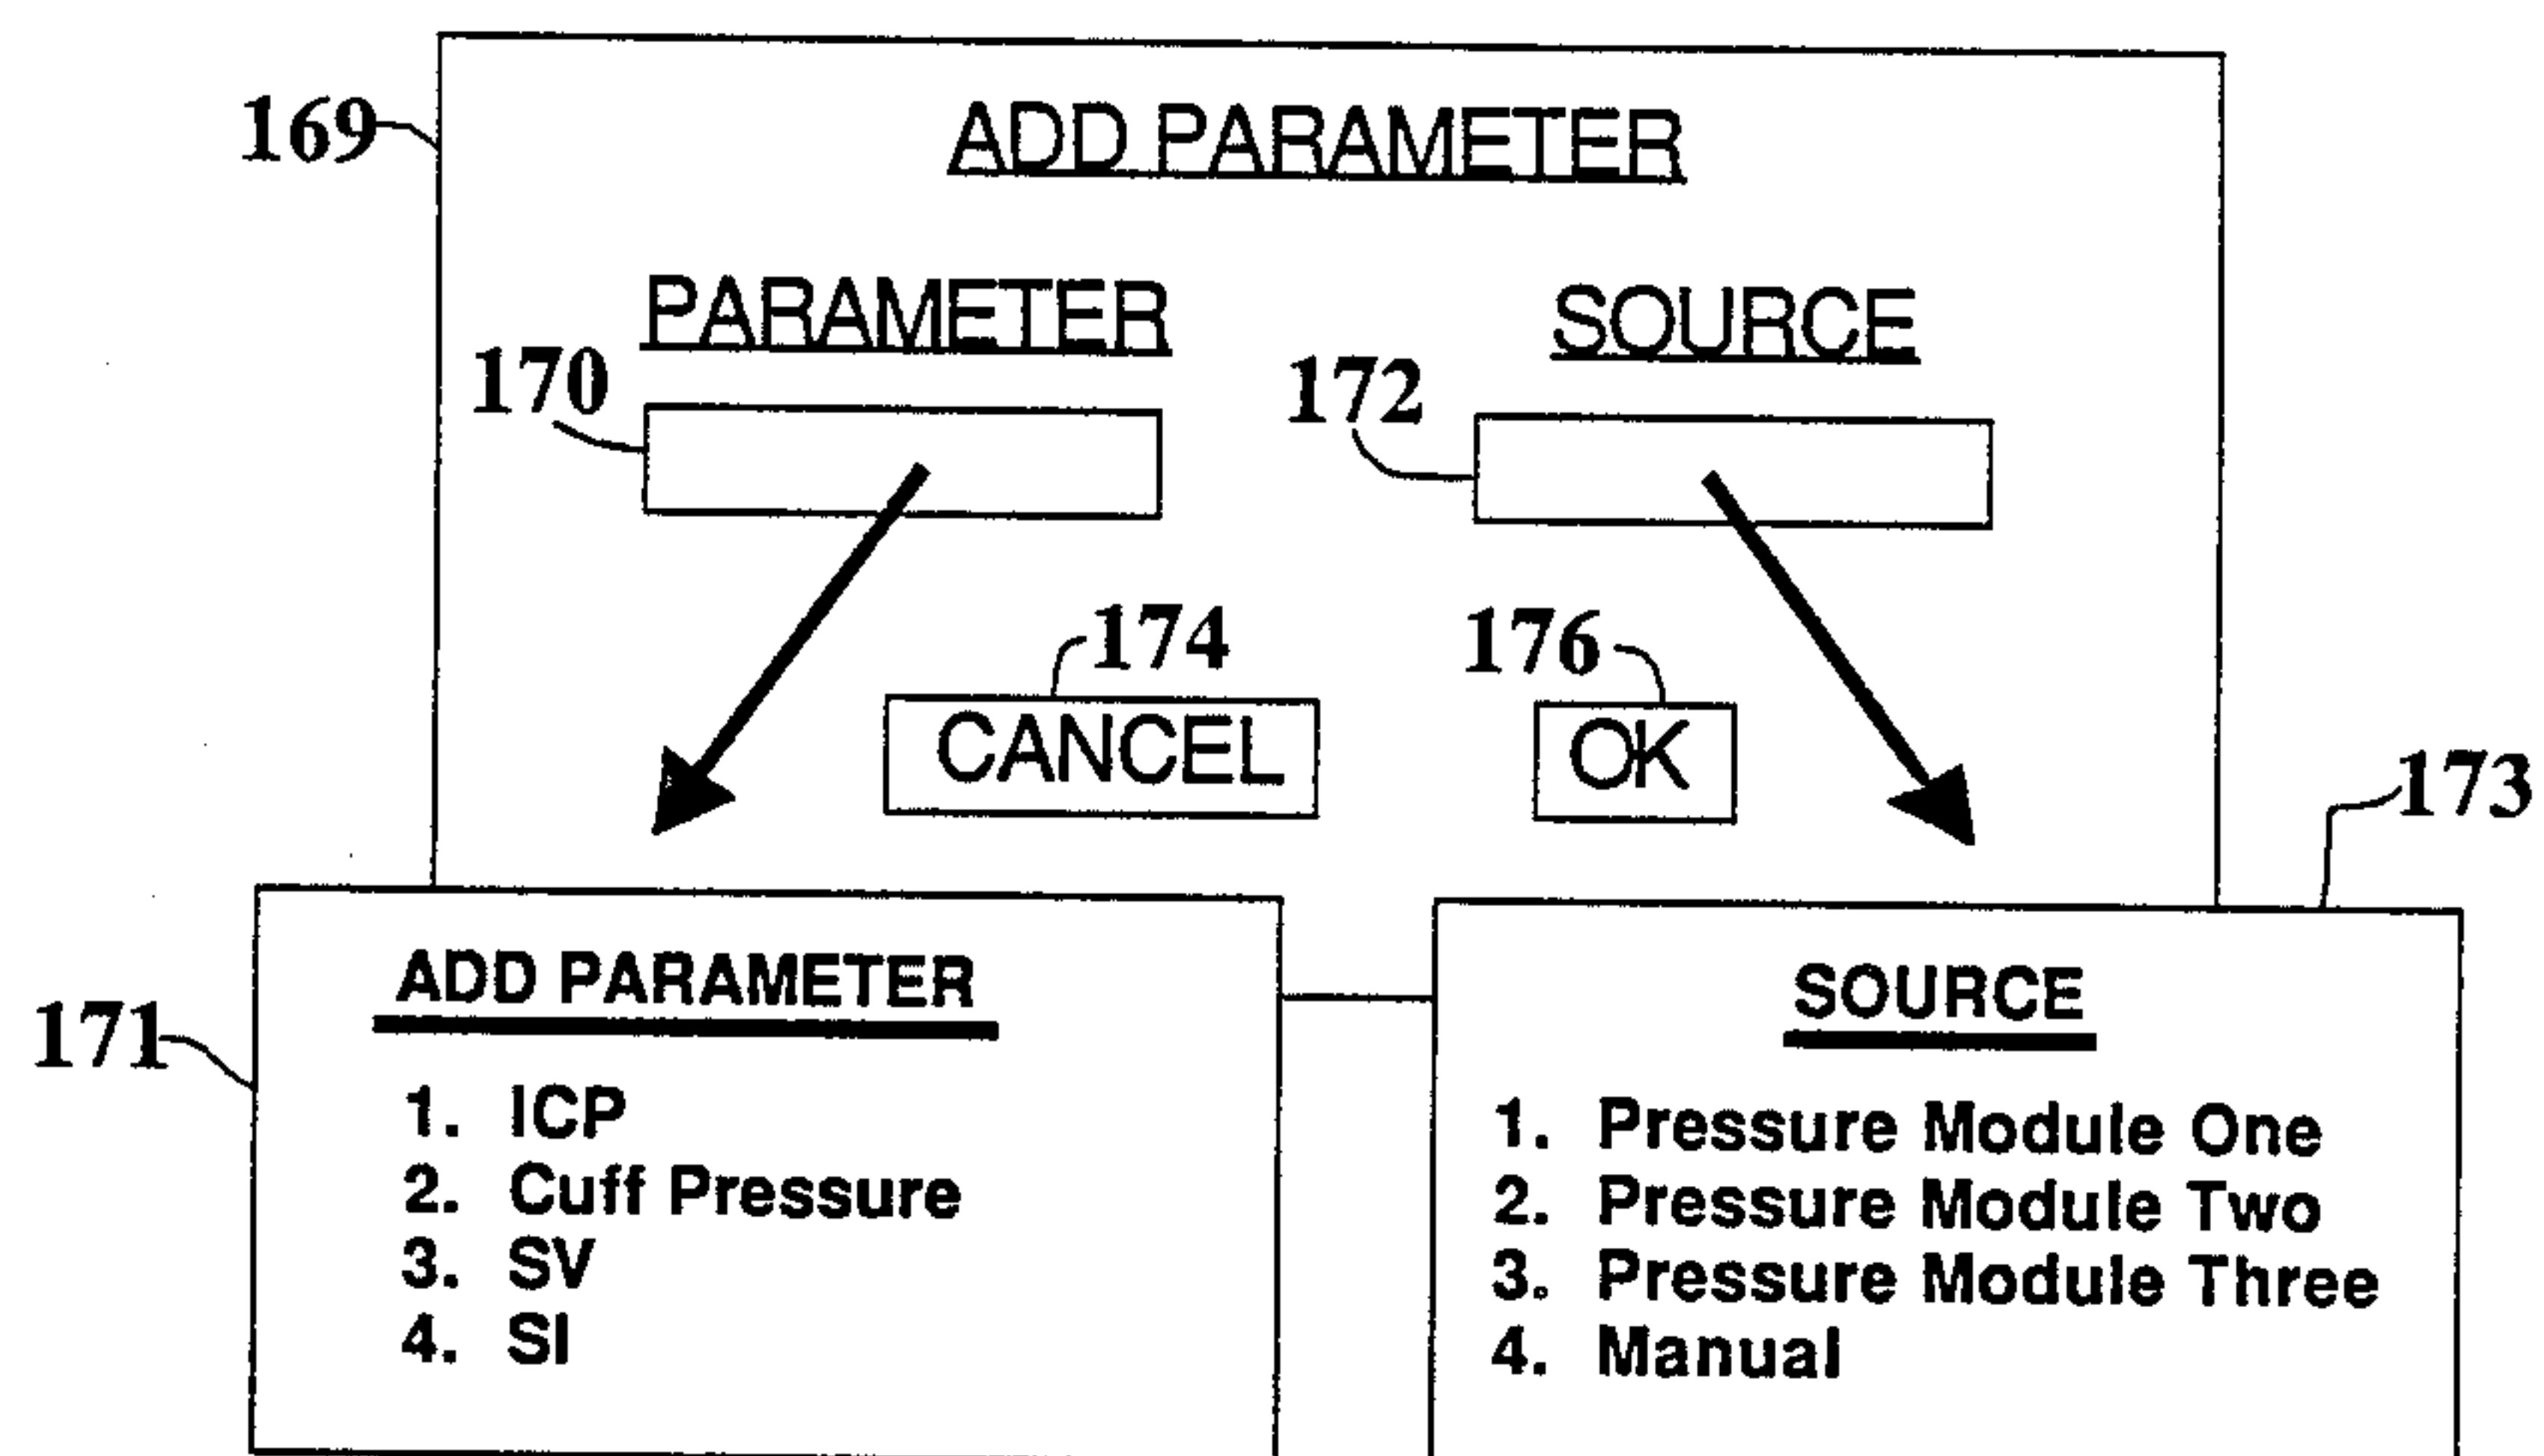 169
ADD PARAMETER
PARAMETER
SOURCE
170
172
174
176
CANCEL
OK
173
171
ADD PARAMETER
1. ICP
2. Cuff Pressure
3. SV
4. SI
SOURCE
1. Pressure Module One
2. Pressure Module Two
3. Pressure Module Three
4. Manual